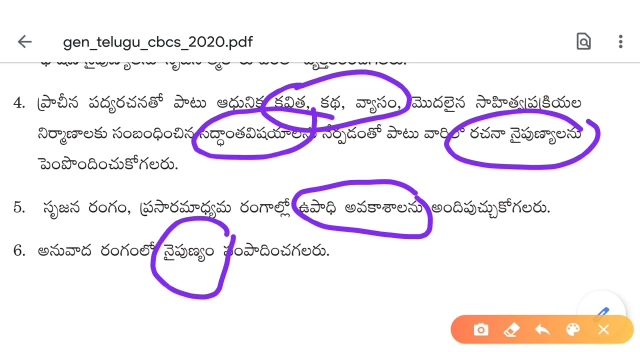 gen_telugu_cbcs_2020.pdf
4. ప్రాచీన పద్యరచనతో పాటు ఆధునిక కవిత, కథ, వ్యాసం, మొదలైన సాహిత్యప్రక్రియల
నిర్మాణాలకు సంబంధించిన సిద్ధాంతవిషయాలను నేర్పడంతో పాటు వారిలో రచనా నైపుణ్యాలను
పెంపొందించుకోగలరు.
5. సృజన రంగం, ప్రసారమాధ్యమ రంగాల్లో ఉపాధి అవకాశాలను అందిపుచ్చుకోగలరు.
6. అనువాద రంగంలో నైపుణ్యం సంపాదించగలరు.